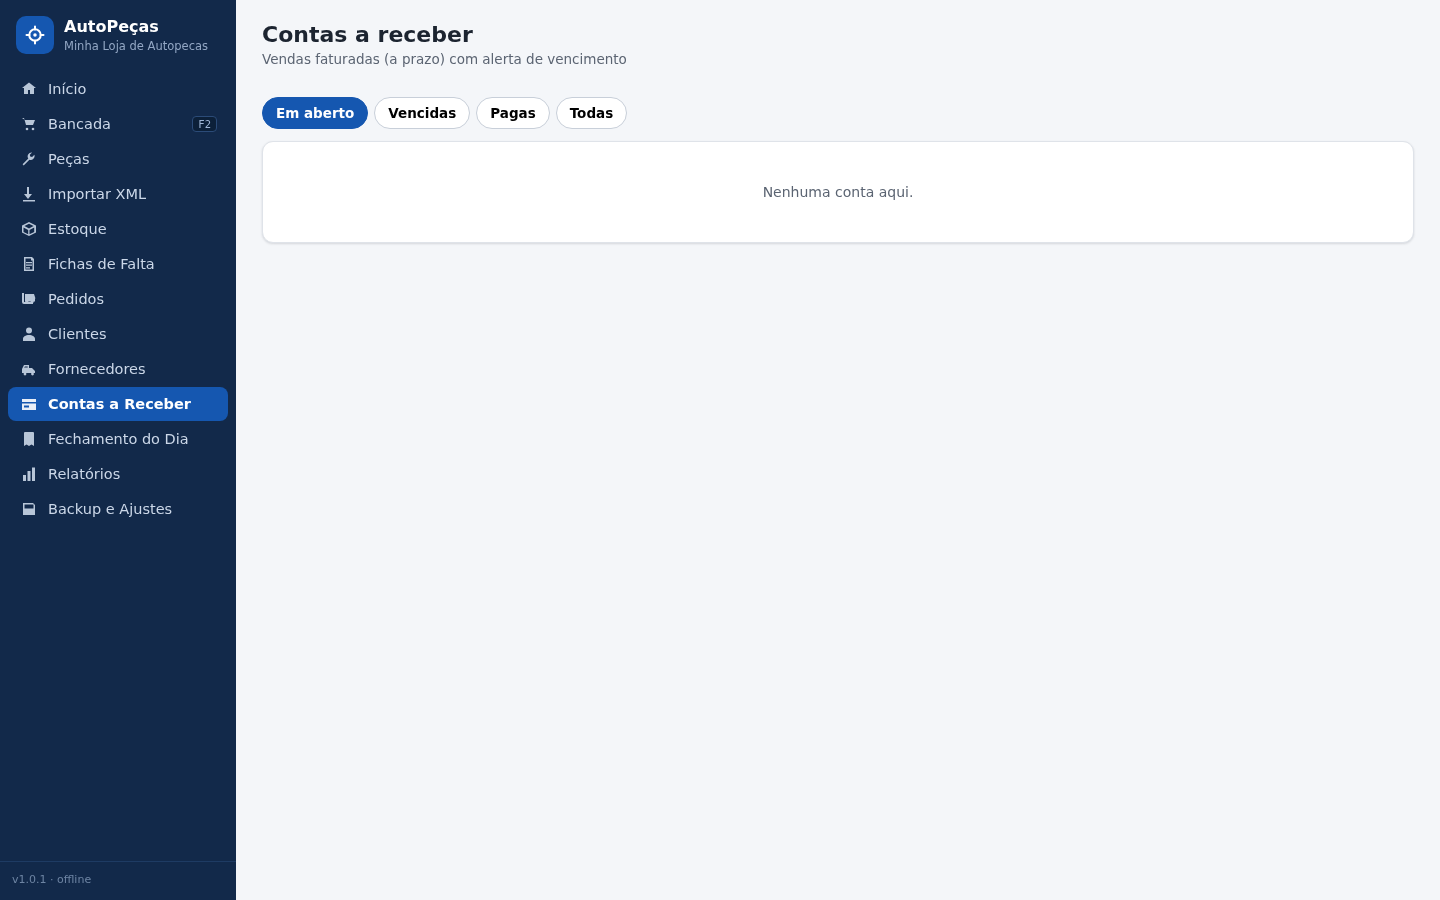 AutoPeças
Minha Loja de Autopecas
Início
Bancada F2
Peças
Importar XML
Estoque
Fichas de Falta
Pedidos
Clientes
Fornecedores
Contas a Receber
Fechamento do Dia
Relatórios
Backup e Ajustes
v1.0.1 · offline
Contas a receber
Vendas faturadas (a prazo) com alerta de vencimento
Em aberto Vencidas Pagas Todas
Nenhuma conta aqui.